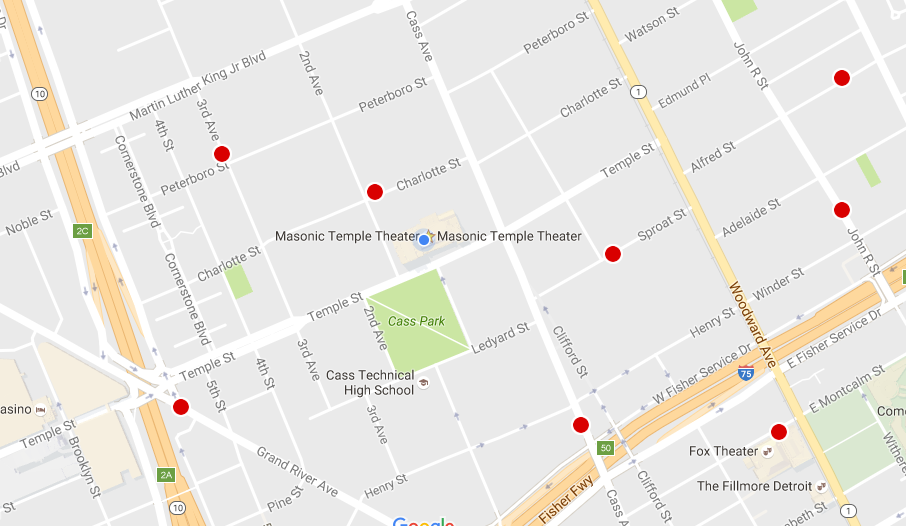 Dr
10
Martin Luther King Jr Blvd
2nd Ave
Cass Ave
Peterboro St
Watson St
John R St
1
Edmund Pl
Charlotte St
Alfred St
Temple St
3rd Ave
4th St
Cornerstone Blvd
Peterboro St
Peterboro St
Blvd
Noble St
2C
Charlotte St
Charlotte St
Masonic Temple Theater
Masonic Temple Theater
Sproat St
Adelaide St
John R St
Cornerstone Blvd
Temple St
2nd Ave
Cass Park
Ledyard St
Clifford St
Henry St
Winder St
Woodward Ave
W Fisher Service Dr
E Fisher Service Dr
75
Temple St
5th St
4th St
3rd Ave
Cass Technical
High School
3rd Ave
E Montcalm St
asino
Temple St
Brooklyn St
2A
10
Grand River Ave
Pine St
Henry St
Google
50
Fisher Fwy
Cass A
Clifford St
Fox Theater
The Fillmore Detroit
1
abeth St
Come
Withere